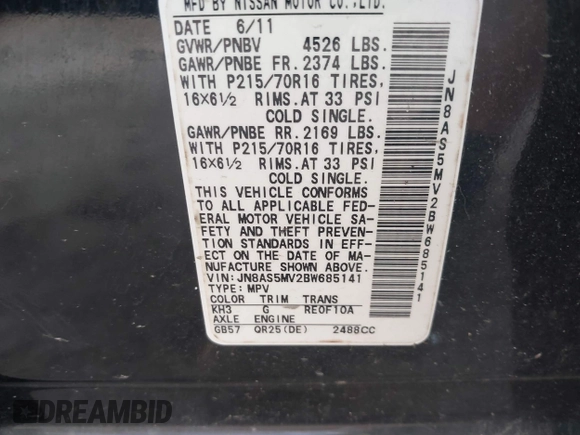 MFD BY NISSAN MOTOR CO.,LTD.
DATE 6/11
GVWR/PNBV 4526 LBS.
GAWR/PNBE FR. 2374 LBS.
WITH P215/70R16 TIRES,
16X6½ RIMS. AT 33 PSI
COLD SINGLE.
GAWR/PNBE RR. 2169 LBS.
WITH P215/70R16 TIRES,
16X6½ RIMS. AT 33 PSI
COLD SINGLE.
THIS VEHICLE CONFORMS
TO ALL APPLICABLE FED-
ERAL MOTOR VEHICLE SA-
FETY AND THEFT PREVEN-
TION STANDARDS IN EFF-
ECT ON THE DATE OF MA-
NUFACTURE SHOWN ABOVE.
VIN: JN8AS5MV2BW685141
TYPE: MPV
COLOR TRIM TRANS
KH3 G RE0F10A
AXLE ENGINE
GB57 QR25(DE) 2488CC
JN8AS5MV2BW685141
DREAMBID